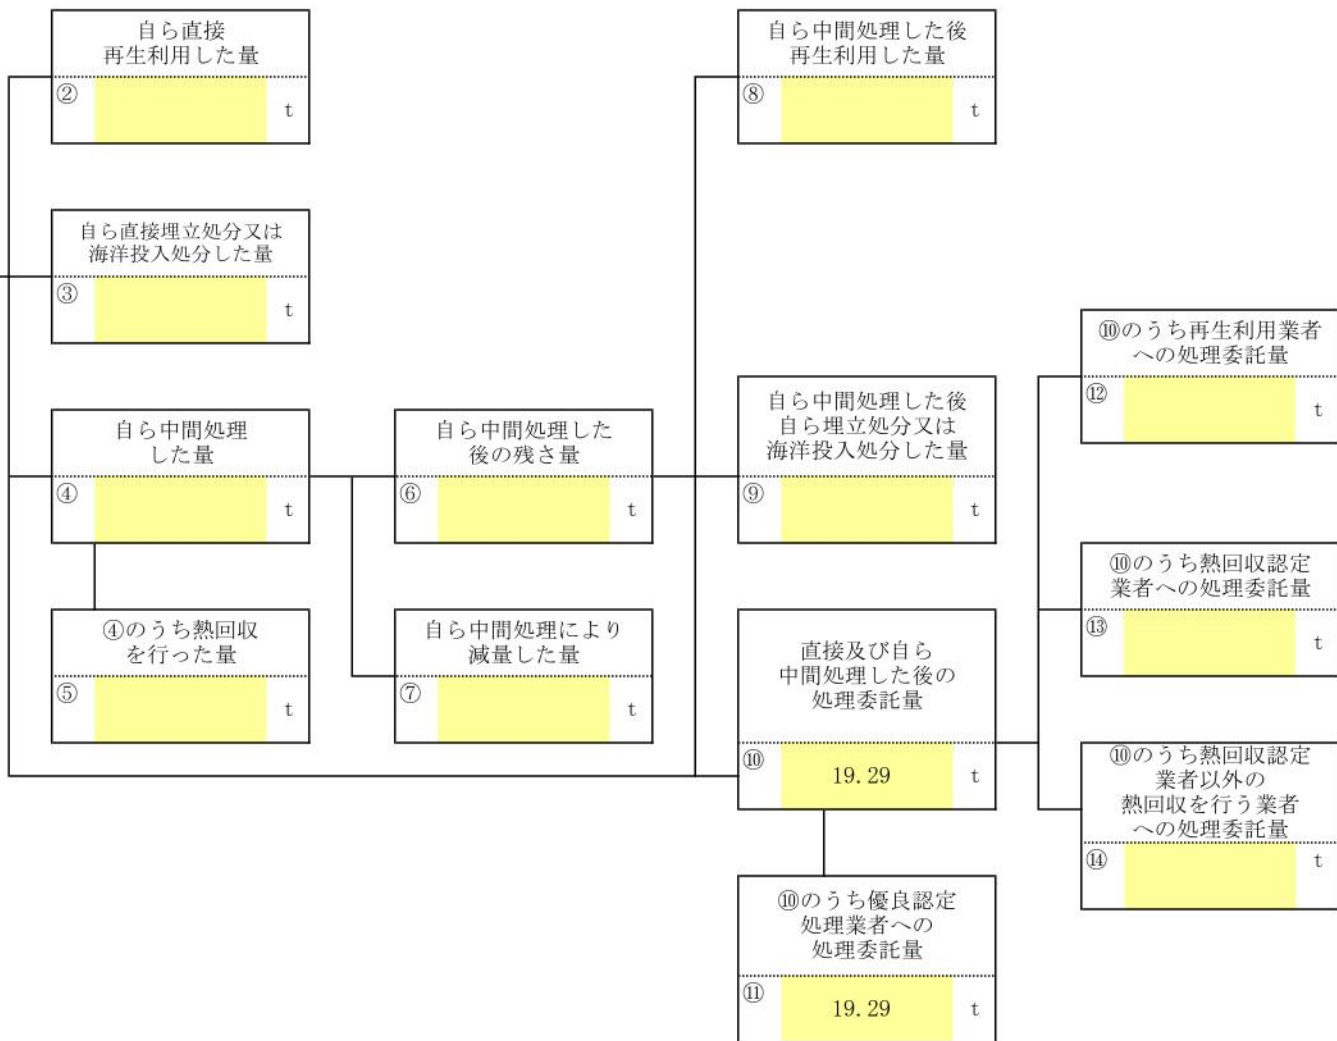 自ら直接
再生利用した量
② t
自ら直接埋立処分又は
海洋投入処分した量
③ t
自ら中間処理
した量
④ t
④のうち熱回収
を行った量
⑤ t
自ら中間処理した
後の残さ量
⑥ t
自ら中間処理により
減量した量
⑦ t
自ら中間処理した後
再生利用した量
⑧ t
自ら中間処理した後
自ら埋立処分又は
海洋投入処分した量
⑨ t
直接及び自ら
中間処理した後の
処理委託量
⑩ 19.29 t
⑩のうち優良認定
処理業者への
処理委託量
⑪ 19.29 t
⑩のうち再生利用業者
への処理委託量
⑫ t
⑩のうち熱回収認定
業者への処理委託量
⑬ t
⑩のうち熱回収認定
業者以外の
熱回収を行う業者
への処理委託量
⑭ t